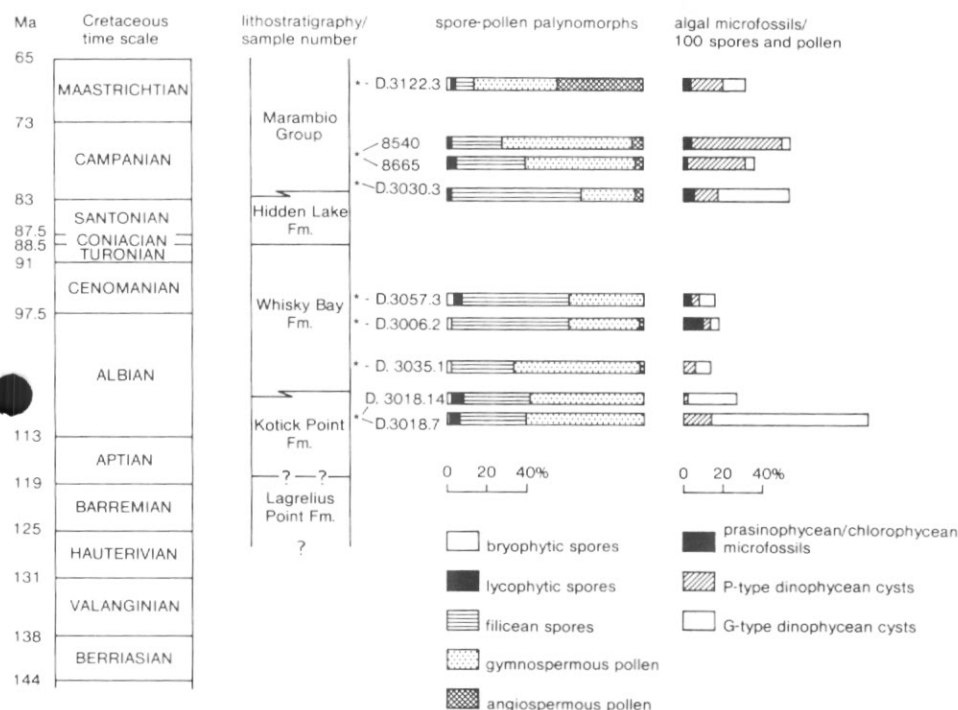 Ma
Cretaceous
time scale
lithostratigraphy/
sample number
spore-pollen palynomorphs
algal microfossils/
100 spores and pollen
65
MAASTRICHTIAN
73
CAMPANIAN
83
SANTONIAN
87.5
CONIACIAN
88.5
TURONIAN
91
CENOMANIAN
97.5
ALBIAN
113
APTIAN
119
BARREMIAN
125
HAUTERIVIAN
131
VALANGINIAN
138
BERRIASIAN
144
Marambio
Group
Hidden Lake
Fm.
Whisky Bay
Fm.
Kotick Point
Fm.
? ?
Lagrelius
Point Fm.
?
* - D.3122.3
8540
*
8665
* D.3030.3
* - D.3057.3
* - D.3006.2
* - D. 3035.1
D. 3018.14
* D.3018.7
0 20 40%
0 20 40%
bryophytic spores
lycophytic spores
filicean spores
gymnospermous pollen
angiospermous pollen
prasinophycean/chlorophycean
microfossils
P-type dinophycean cysts
G-type dinophycean cysts